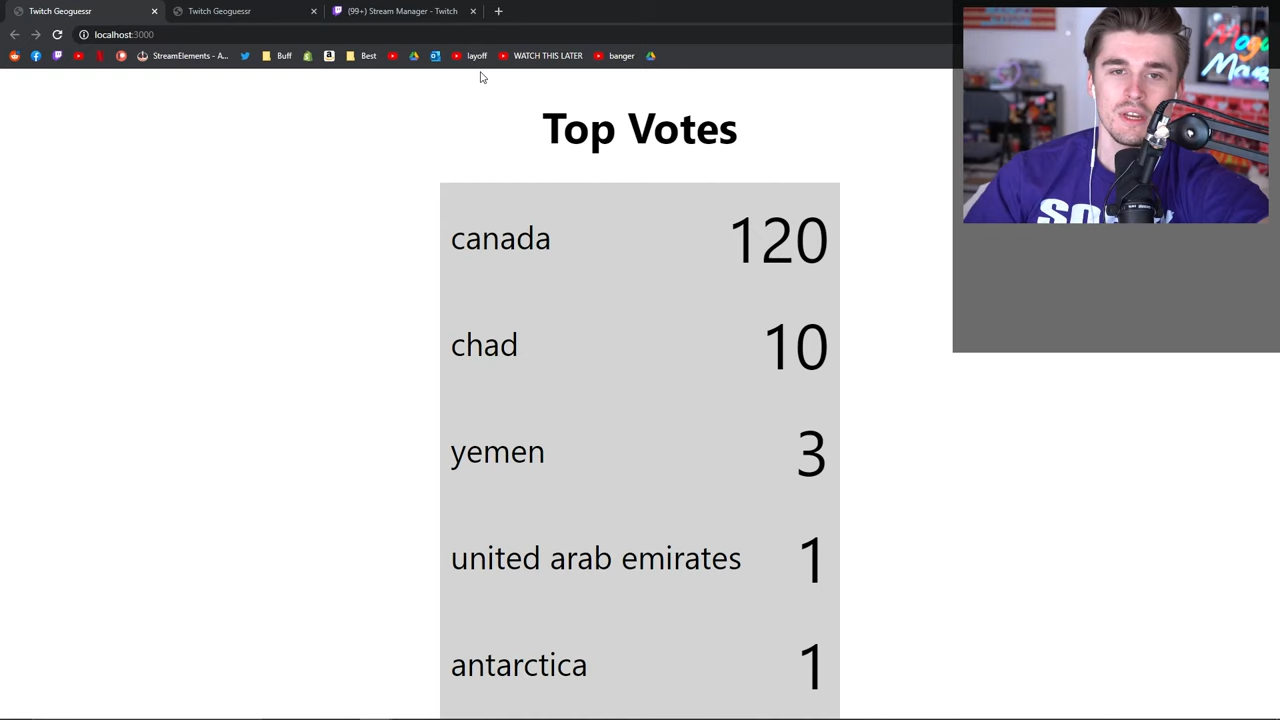 Twitch Geoguessr
Twitch Geoguessr
(99+) Stream Manager - Twitch
localhost:3000
StreamElements - A...
Buff
Best
layoff
WATCH THIS LATER
banger
Top Votes
canada 120
chad 10
yemen 3
united arab emirates 1
antarctica 1